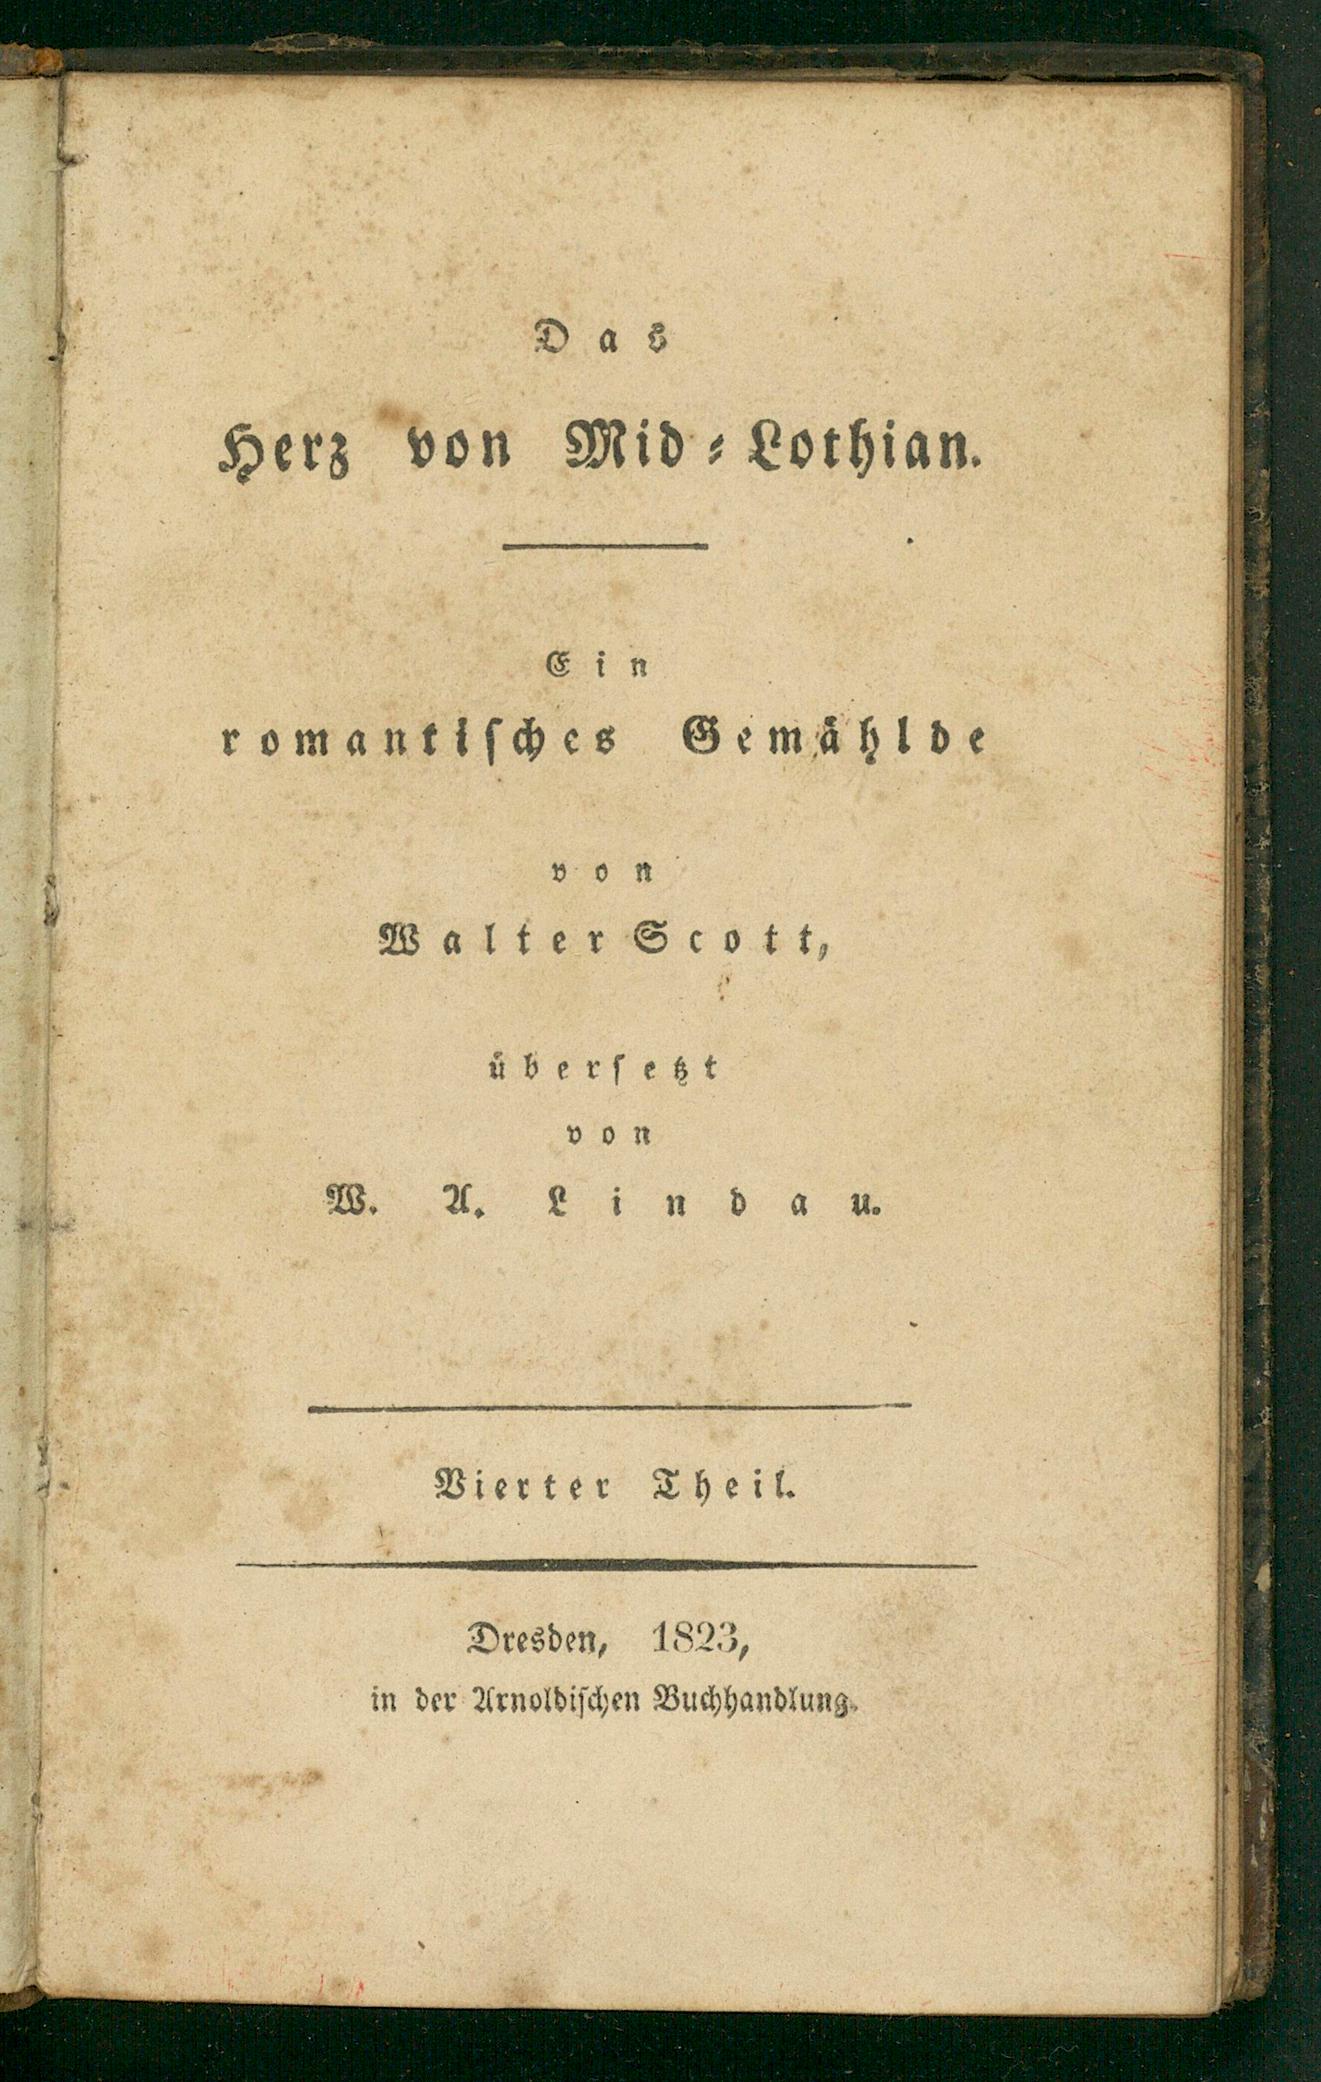 Das
Herz von Mid-Lothian.
Ein
romantisches Gemählde
von
Walter Scott,
übersetzt
von
W. A. Lindau.
Vierter Theil.
Dresden, 1823,
in der Arnoldischen Buchhandlung.